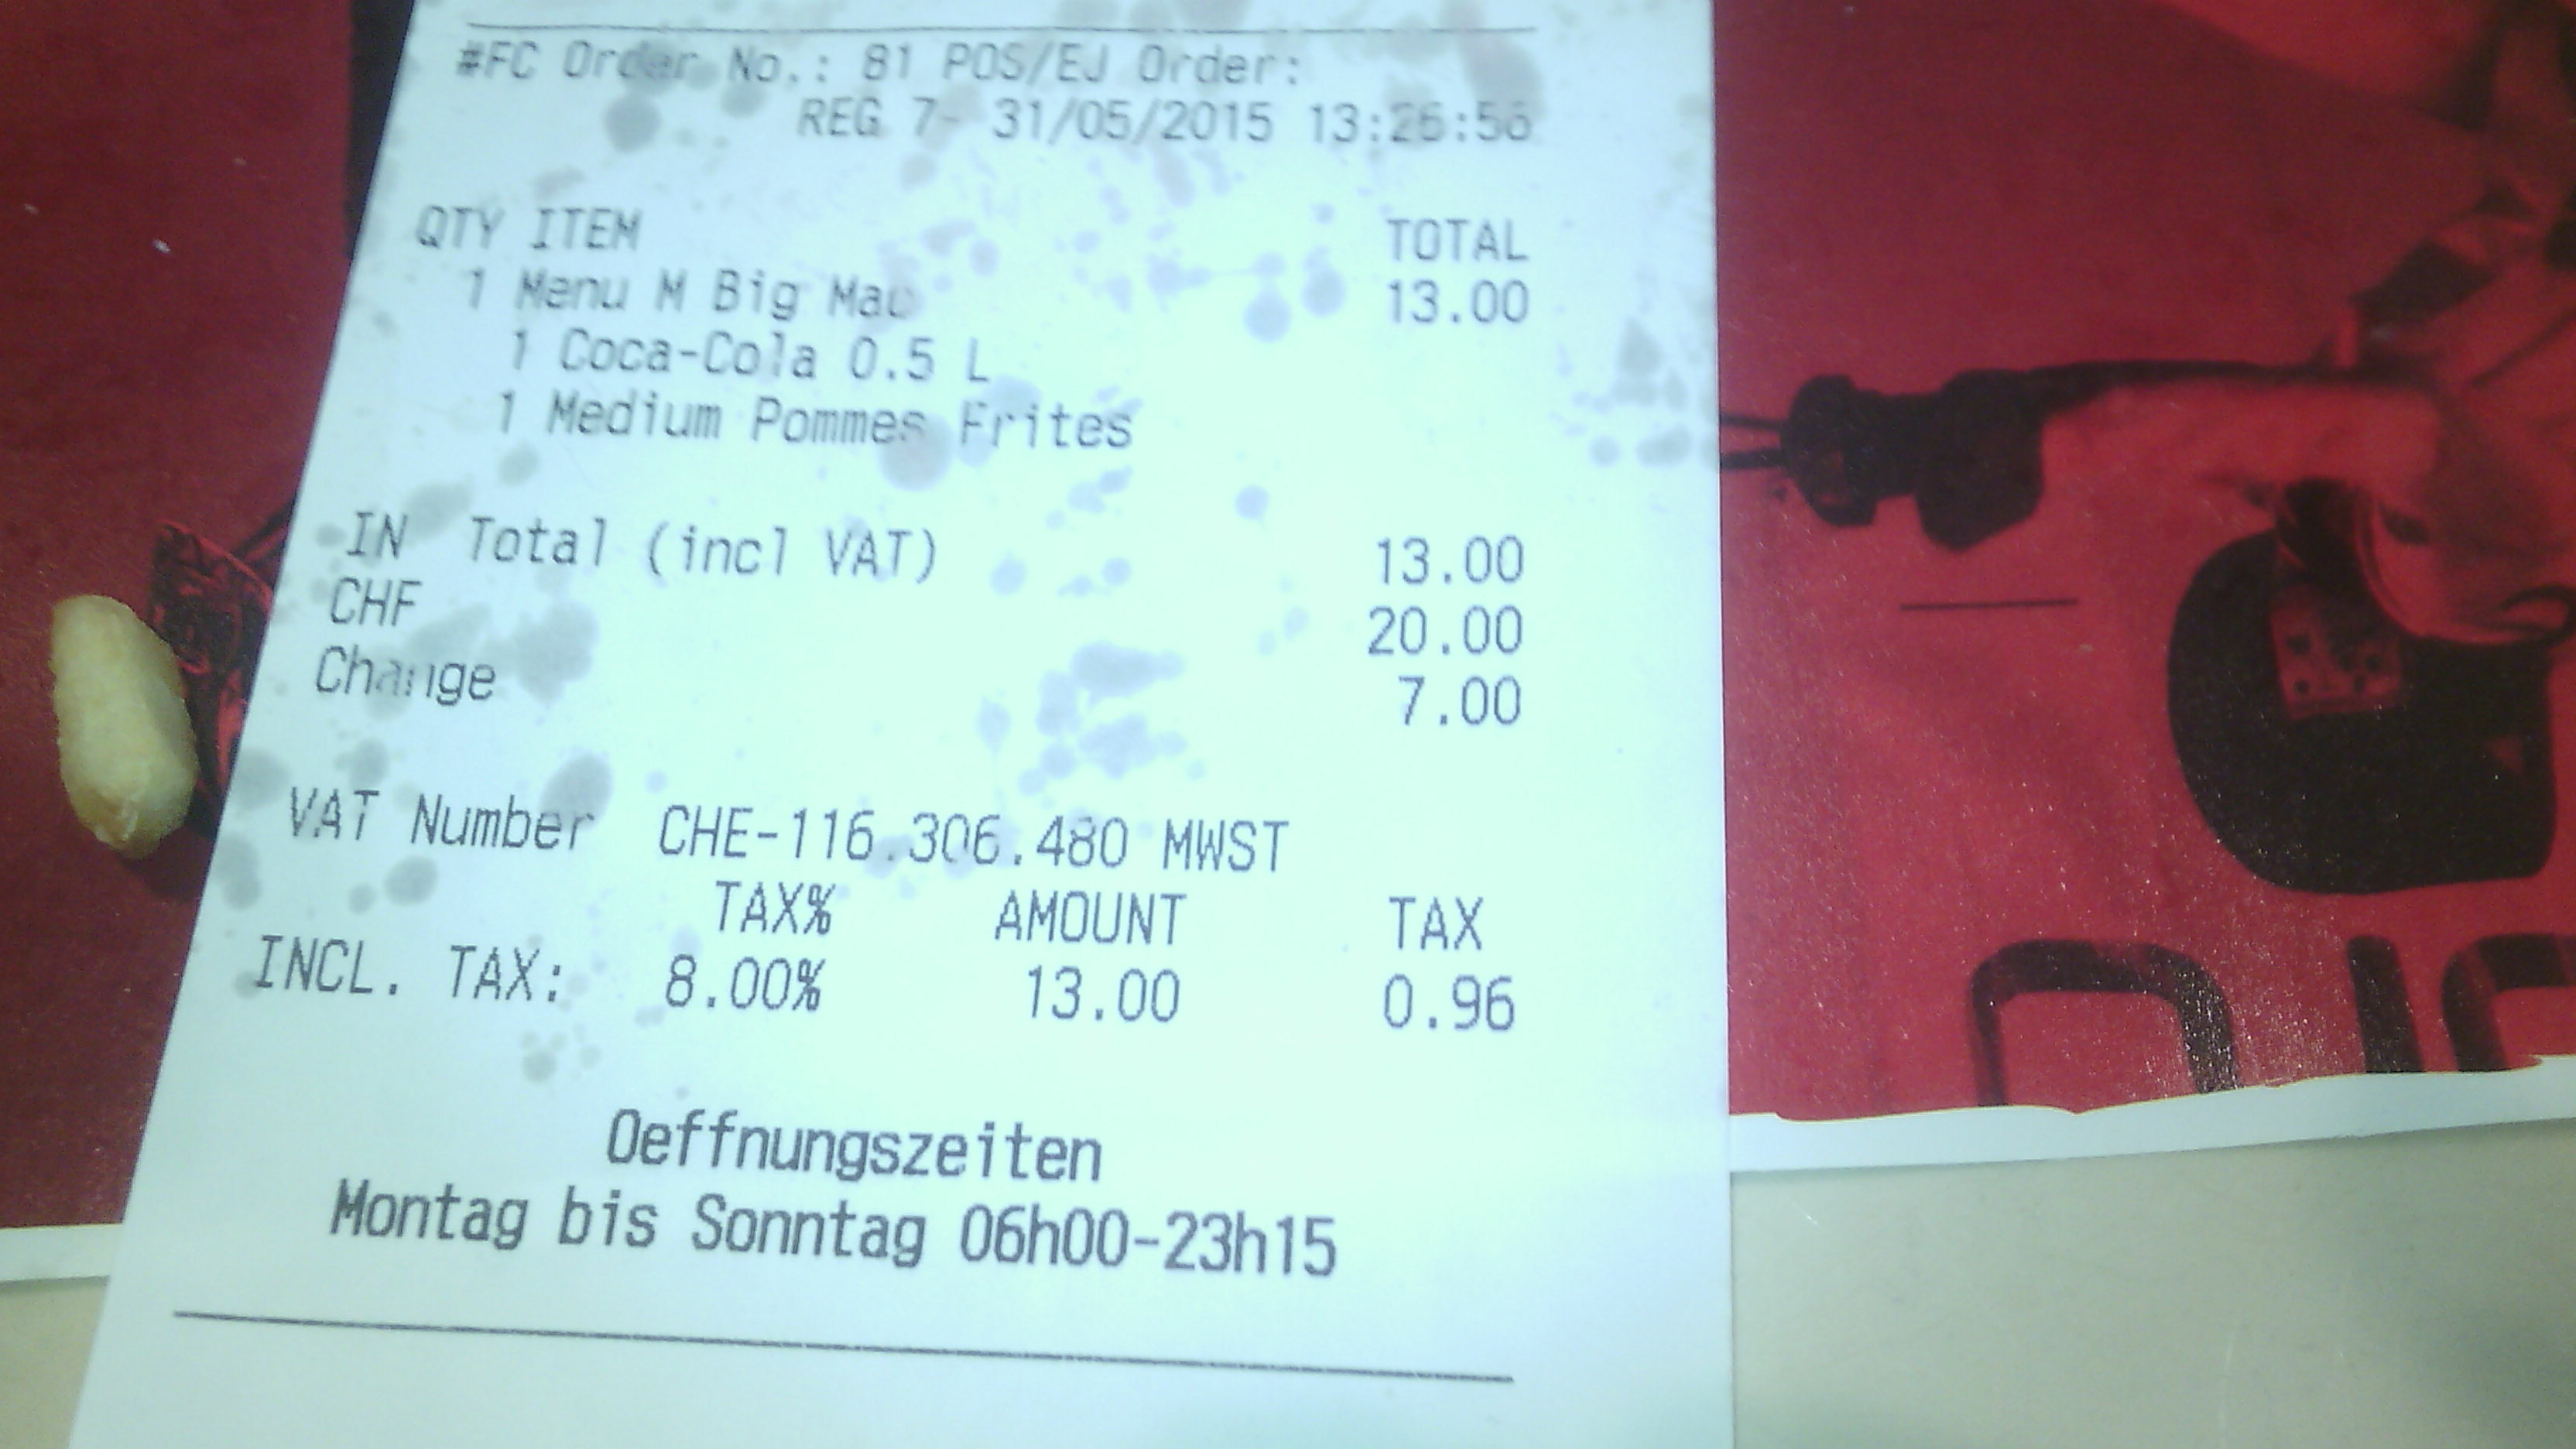 #FC Order No.: 81 POS/EJ Order:
REG 7- 31/05/2015
QTY ITEM TOTAL
1 Menu M Big Mac 13.00
1 Coca-Cola 0.5 L
1 Medium Pommes Frites
IN Total (incl VAT) 13.00
CHF 20.00
Change 7.00
VAT Number CHE-116.306.480 MWST
TAX% AMOUNT TAX
INCL. TAX: 8.00% 13.00 0.96
Oeffnungszeiten
Montag bis Sonntag 06h00-23h15